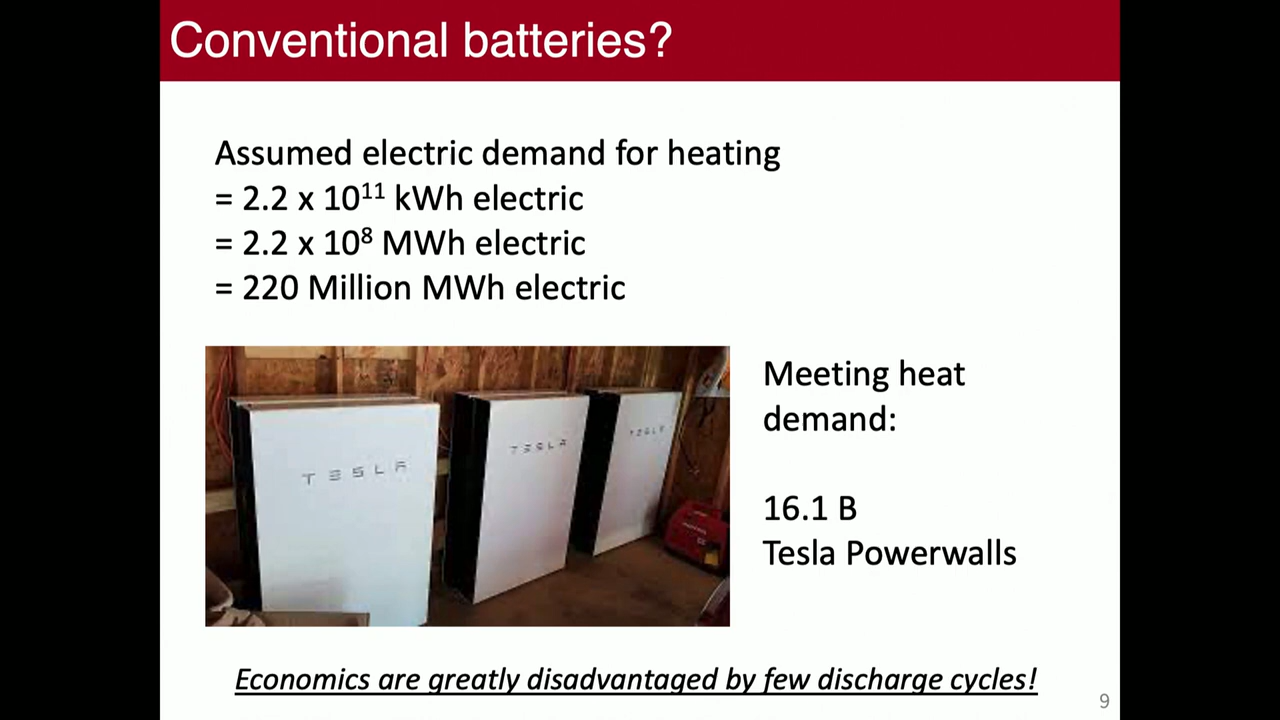 Conventional batteries?
Assumed electric demand for heating
= 2.2 x 10¹¹ kWh electric
= 2.2 x 10⁸ MWh electric
= 220 Million MWh electric
TESLA
TESLA
TESLA
Meeting heat
demand:
16.1 B
Tesla Powerwalls
Economics are greatly disadvantaged by few discharge cycles!
9